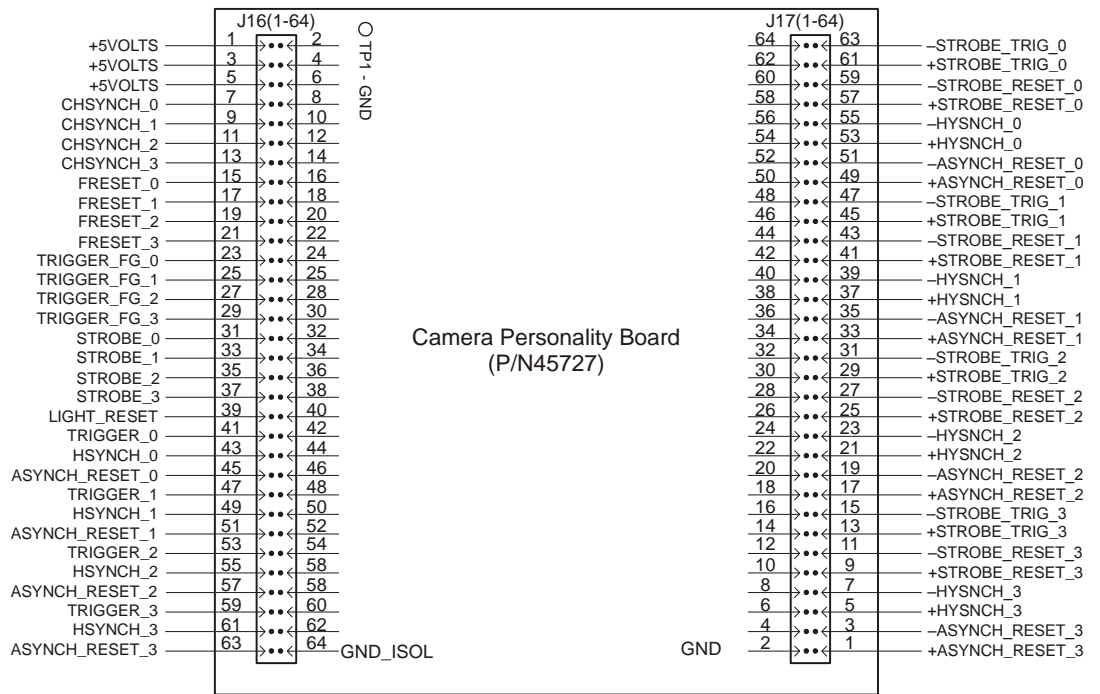 J16(1-64) J17(1-64)
TP1 - GND
+5VOLTS 1 2 64 63 –STROBE_TRIG_0
+5VOLTS 3 4 62 61 +STROBE_TRIG_0
+5VOLTS 5 6 60 59 –STROBE_RESET_0
CHSYNCH_0 7 8 58 57 +STROBE_RESET_0
CHSYNCH_1 9 10 56 55 –HYSNCH_0
CHSYNCH_2 11 12 54 53 +HYSNCH_0
CHSYNCH_3 13 14 52 51 –ASYNCH_RESET_0
FRESET_0 15 16 50 49 +ASYNCH_RESET_0
FRESET_1 17 18 48 47 –STROBE_TRIG_1
FRESET_2 19 20 46 45 +STROBE_TRIG_1
FRESET_3 21 22 44 43 –STROBE_RESET_1
TRIGGER_FG_0 23 24 42 41 +STROBE_RESET_1
TRIGGER_FG_1 25 25 40 39 –HYSNCH_1
TRIGGER_FG_2 27 28 38 37 +HYSNCH_1
TRIGGER_FG_3 29 30 36 35 –ASYNCH_RESET_1
STROBE_0 31 32 Camera Personality Board 34 33 +ASYNCH_RESET_1
STROBE_1 33 34 (P/N45727) 32 31 –STROBE_TRIG_2
STROBE_2 35 36 30 29 +STROBE_TRIG_2
STROBE_3 37 38 28 27 –STROBE_RESET_2
LIGHT_RESET 39 40 26 25 +STROBE_RESET_2
TRIGGER_0 41 42 24 23 –HYSNCH_2
HSYNCH_0 43 44 22 21 +HYSNCH_2
ASYNCH_RESET_0 45 46 20 19 –ASYNCH_RESET_2
TRIGGER_1 47 48 18 17 +ASYNCH_RESET_2
HSYNCH_1 49 50 16 15 –STROBE_TRIG_3
ASYNCH_RESET_1 51 52 14 13 +STROBE_TRIG_3
TRIGGER_2 53 54 12 11 –STROBE_RESET_3
HSYNCH_2 55 58 10 9 +STROBE_RESET_3
ASYNCH_RESET_2 57 58 8 7 –HYSNCH_3
TRIGGER_3 59 60 6 5 +HYSNCH_3
HSYNCH_3 61 62 4 3 –ASYNCH_RESET_3
ASYNCH_RESET_3 63 64 GND_ISOL GND 2 1 +ASYNCH_RESET_3